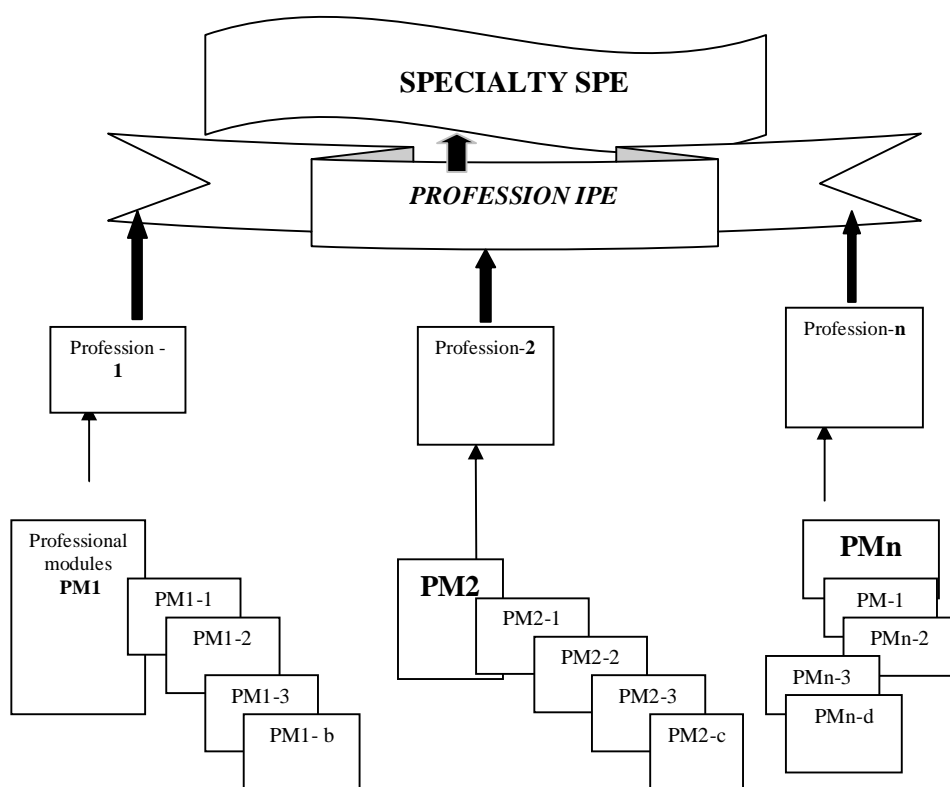 SPECIALTY SPE
PROFESSION IPE
Profession -
1
Profession-2
Profession-n
Professional
modules
PM1
PM1-1
PM1-2
PM1-3
PM1- b
PM2
PM2-1
PM2-2
PM2-3
PM2-c
PMn
PM-1
PMn-2
PMn-3
PMn-d